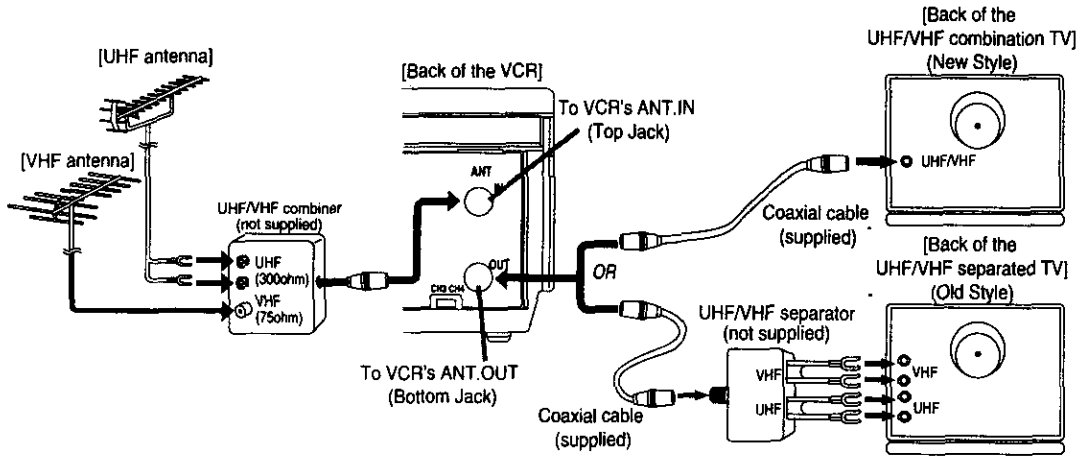 [UHF antenna]
[VHF antenna]
UHF/VHF combiner
(not supplied)
UHF
(300ohm)
VHF
(75ohm)
[Back of the VCR]
To VCR's ANT.IN
(Top Jack)
ANT
IN
OUT
CH3 CH4
To VCR's ANT.OUT
(Bottom Jack)
OR
Coaxial cable
(supplied)
[Back of the
UHF/VHF combination TV]
(New Style)
UHF/VHF
Coaxial cable
(supplied)
UHF/VHF separator
(not supplied)
VHF
UHF
[Back of the
UHF/VHF separated TV]
(Old Style)
VHF
UHF